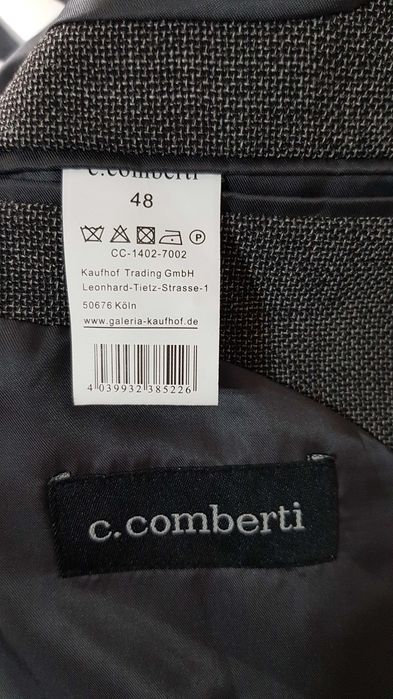 c.comberti
48
P
CC-1402-7002
Kaufhof Trading GmbH
Leonhard-Tietz-Strasse-1
50676 Köln
www.galeria-kaufhof.de
4 039932 385226
c.comberti